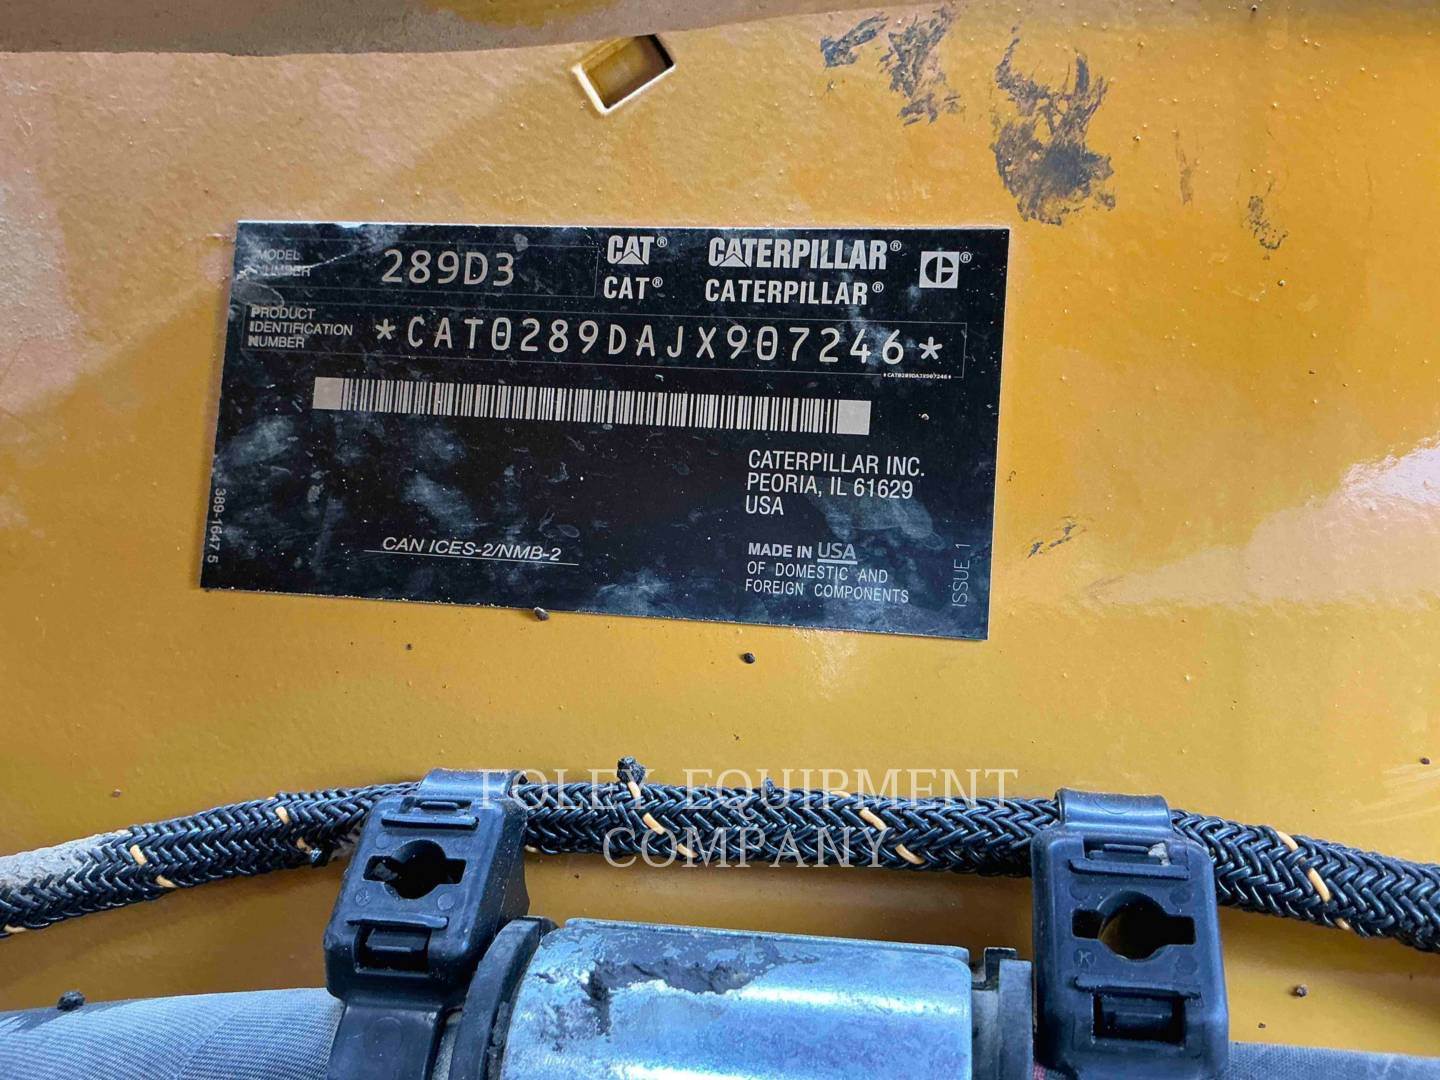 MODEL
NUMBER
289D3
CAT® CATERPILLAR®
CAT® CATERPILLAR®
PRODUCT
IDENTIFICATION
NUMBER
*CAT0289DAJX907246*
*CAT0289DAJX907246*
CATERPILLAR INC.
PEORIA, IL 61629
USA
389-1647 5
CAN ICES-2/NMB-2
MADE IN USA
OF DOMESTIC AND
FOREIGN COMPONENTS
ISSUE 1
FOLEY EQUIPMENT
COMPANY